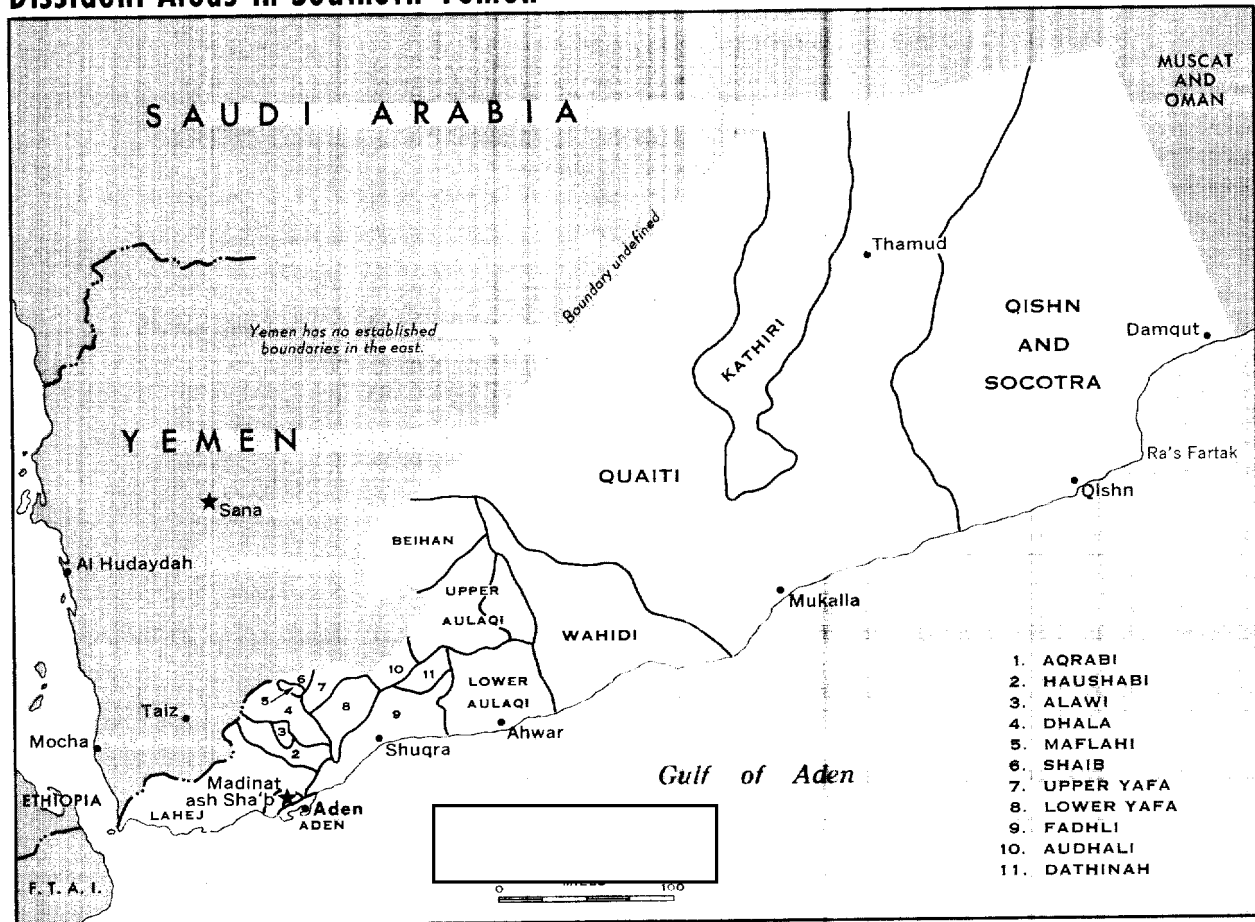 Dissident Areas in Southern Yemen
MUSCAT
AND
OMAN
SAUDI ARABIA
Boundary undefined
Thamud
Yemen has no established
boundaries in the east.
QISHN
AND
SOCOTRA
Damqut
KATHIRI
YEMEN
Ra's Fartak
QUAITI
Qishn
Sana
BEIHAN
Al Hudaydah
UPPER
AULAQI
Mukalla
WAHIDI
10
11
6
7
5
4
8
9
3
2
LOWER
AULAQI
Taiz
Mocha
Shuqra
Ahwar
Gulf of Aden
Madinat
ash Sha'b
Aden
ADEN
ETHIOPIA
LAHEJ
F. T. A. I.
MILES
0 100
1. AQRABI
2. HAUSHABI
3. ALAWI
4. DHALA
5. MAFLAHI
6. SHAIB
7. UPPER YAFA
8. LOWER YAFA
9. FADHLI
10. AUDHALI
11. DATHINAH